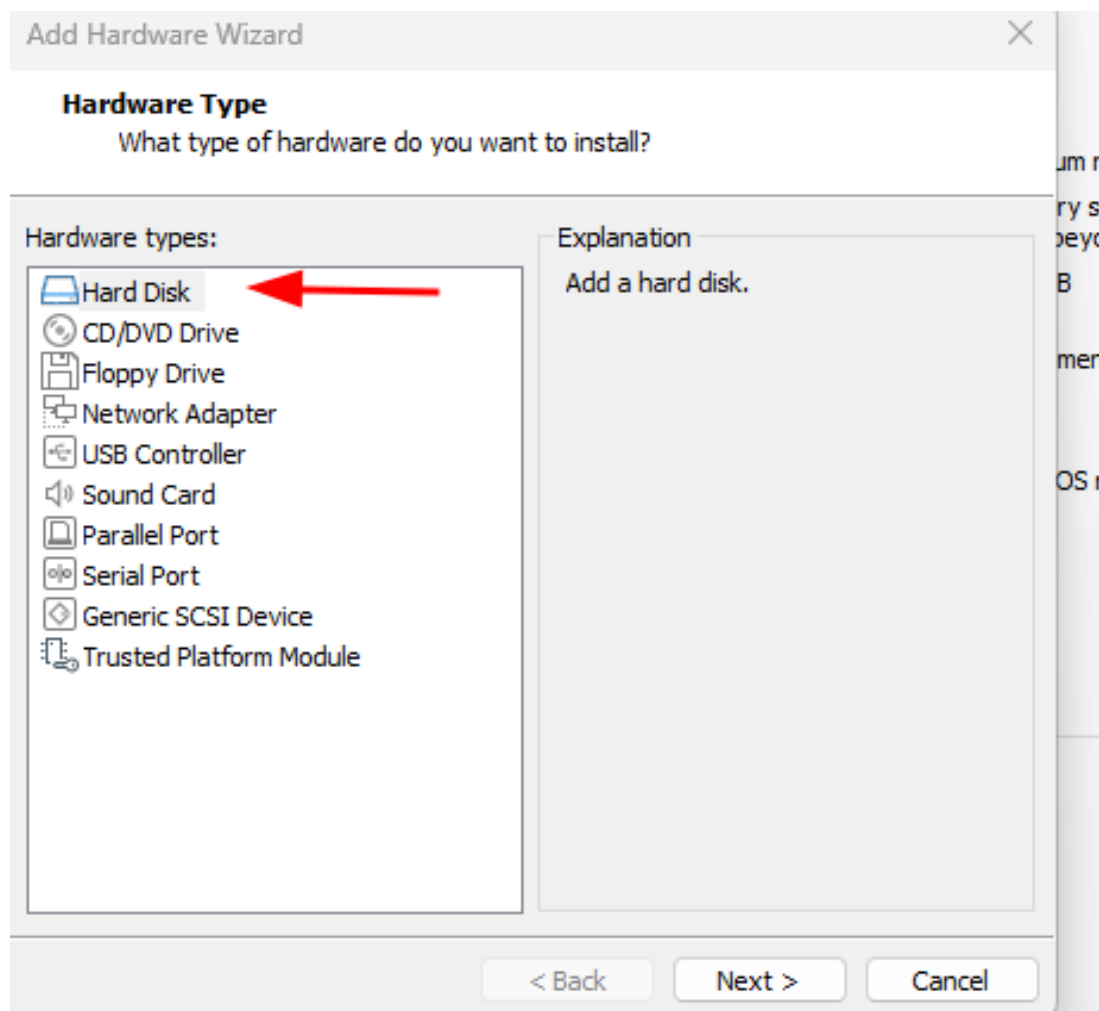 Add Hardware Wizard
Hardware Type
What type of hardware do you want to install?
Hardware types:
Hard Disk
CD/DVD Drive
Floppy Drive
Network Adapter
USB Controller
Sound Card
Parallel Port
Serial Port
Generic SCSI Device
Trusted Platform Module
Explanation
Add a hard disk.
< Back
Next >
Cancel